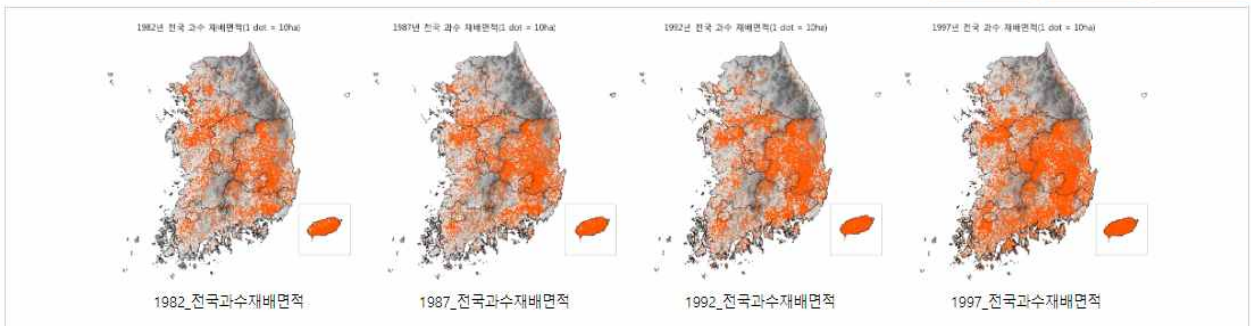 1982년 전국 과수 재배면적(1 dot = 10ha)
1987년 전국 과수 재배면적(1 dot = 10ha)
1992년 전국 과수 재배면적(1 dot = 10ha)
1997년 전국 과수 재배면적(1 dot = 10ha)
1982_전국과수재배면적
1987_전국과수재배면적
1992_전국과수재배면적
1997_전국과수재배면적